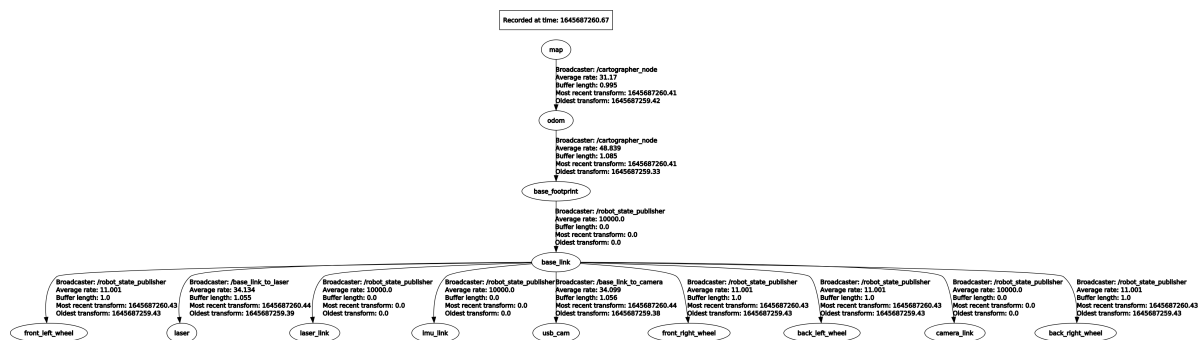 Recorded at time: 1645687260.67
map
Broadcaster: /cartographer_node
Average rate: 31.17
Buffer length: 0.995
Most recent transform: 1645687260.41
Oldest transform: 1645687259.42
odom
Broadcaster: /cartographer_node
Average rate: 48.839
Buffer length: 1.085
Most recent transform: 1645687260.41
Oldest transform: 1645687259.33
base_footprint
Broadcaster: /robot_state_publisher
Average rate: 10000.0
Buffer length: 0.0
Most recent transform: 0.0
Oldest transform: 0.0
base_link
Broadcaster: /robot_state_publisher
Average rate: 11.001
Buffer length: 1.0
Most recent transform: 1645687260.43
Oldest transform: 1645687259.43
front_left_wheel
Broadcaster: /base_link_to_laser
Average rate: 34.134
Buffer length: 1.055
Most recent transform: 1645687260.44
Oldest transform: 1645687259.39
laser
Broadcaster: /robot_state_publisher
Average rate: 10000.0
Buffer length: 0.0
Most recent transform: 0.0
Oldest transform: 0.0
laser_link
Broadcaster: /robot_state_publisher
Average rate: 10000.0
Buffer length: 0.0
Most recent transform: 0.0
Oldest transform: 0.0
imu_link
Broadcaster: /base_link_to_camera
Average rate: 34.099
Buffer length: 1.056
Most recent transform: 1645687260.44
Oldest transform: 1645687259.38
usb_cam
Broadcaster: /robot_state_publisher
Average rate: 11.001
Buffer length: 1.0
Most recent transform: 1645687260.43
Oldest transform: 1645687259.43
front_right_wheel
Broadcaster: /robot_state_publisher
Average rate: 11.001
Buffer length: 1.0
Most recent transform: 1645687260.43
Oldest transform: 1645687259.43
back_left_wheel
Broadcaster: /robot_state_publisher
Average rate: 10000.0
Buffer length: 0.0
Most recent transform: 0.0
Oldest transform: 0.0
camera_link
Broadcaster: /robot_state_publisher
Average rate: 11.001
Buffer length: 1.0
Most recent transform: 1645687260.43
Oldest transform: 1645687259.43
back_right_wheel